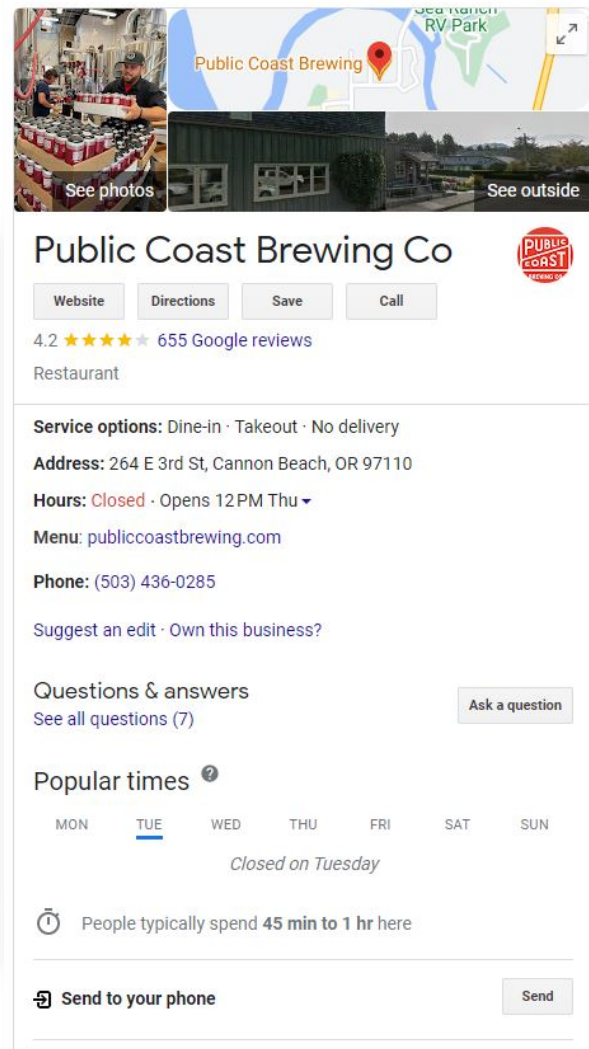 Sea Ranch
RV Park
Public Coast Brewing
See photos
See outside
Public Coast Brewing Co
PUBLIC
COAST
BREWING CO
Website
Directions
Save
Call
4.2 655 Google reviews
Restaurant
Service options: Dine-in · Takeout · No delivery
Address: 264 E 3rd St, Cannon Beach, OR 97110
Hours: Closed · Opens 12 PM Thu
Menu: publiccoastbrewing.com
Phone: (503) 436-0285
Suggest an edit · Own this business?
Questions & answers
See all questions (7)
Ask a question
Popular times ?
MON TUE WED THU FRI SAT SUN
Closed on Tuesday
People typically spend 45 min to 1 hr here
Send to your phone
Send